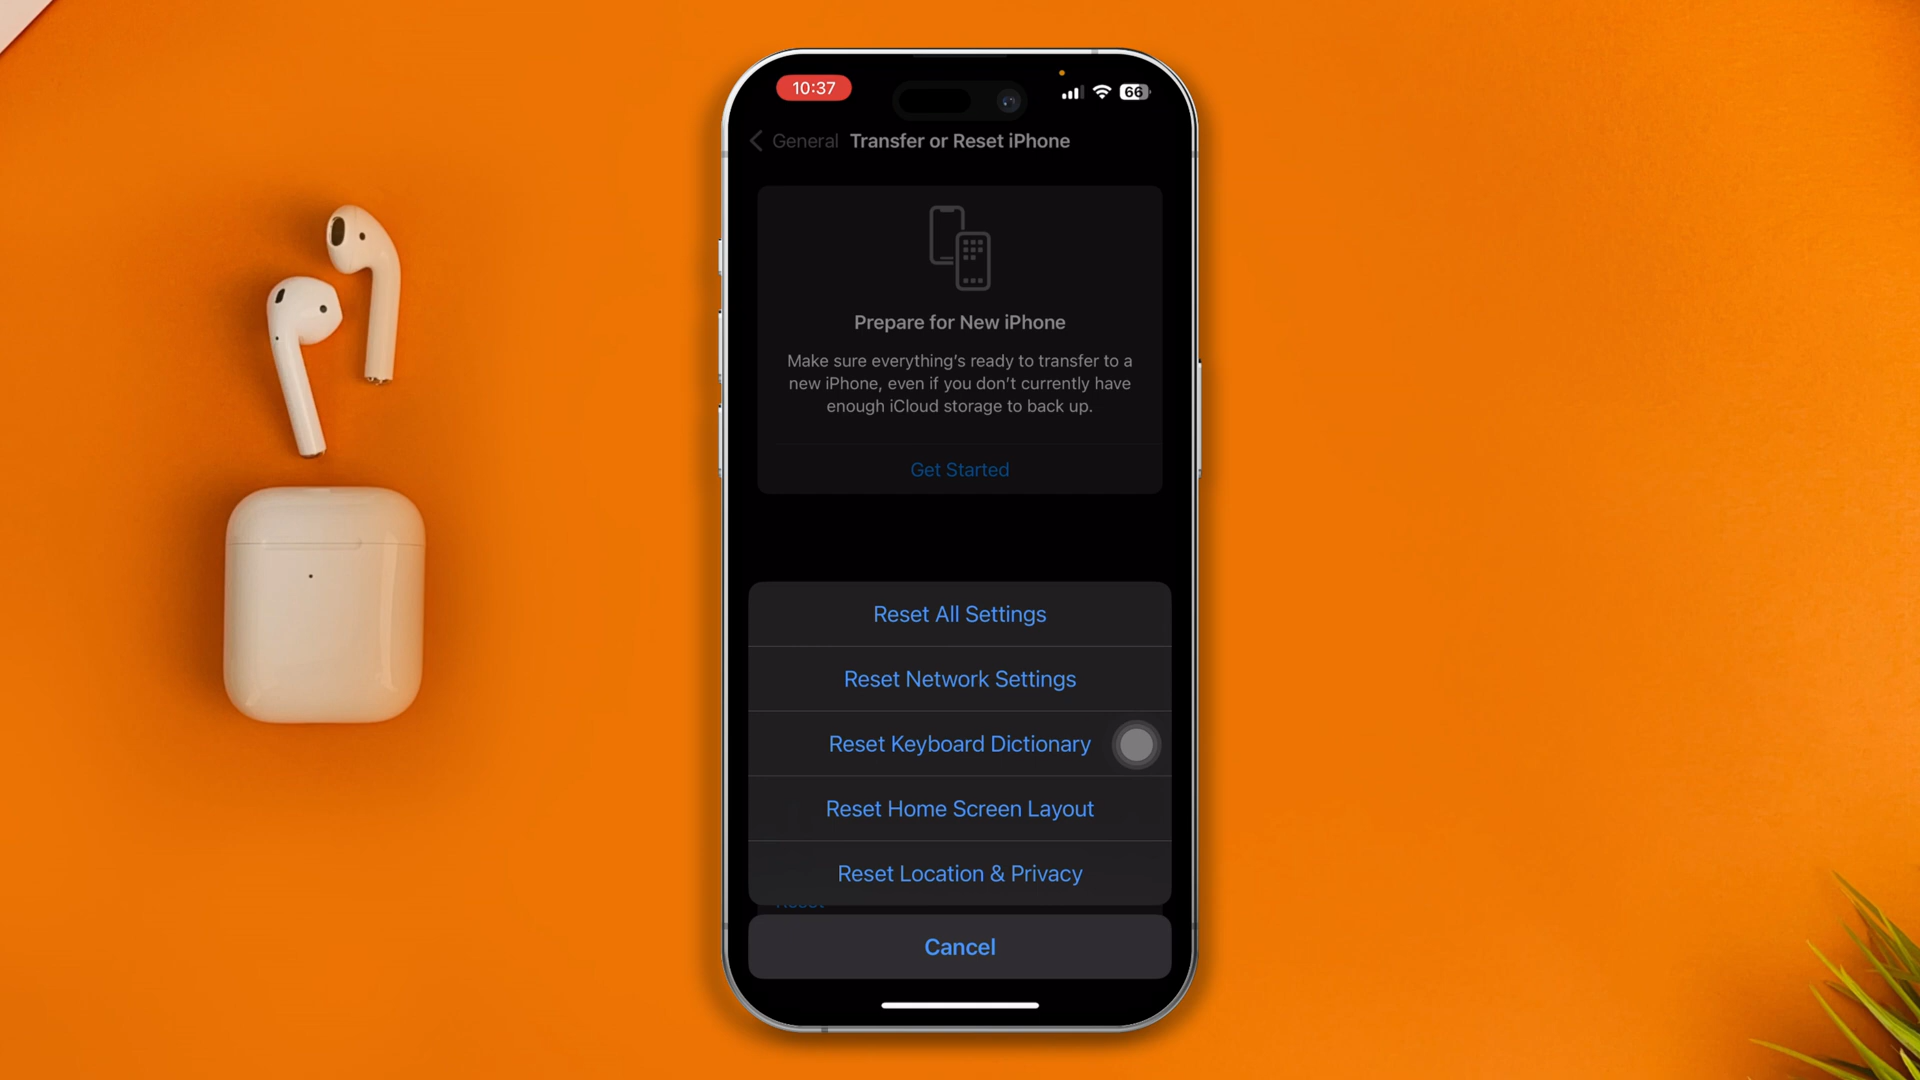 10:37
66
General Transfer or Reset iPhone
Prepare for New iPhone
Make sure everything's ready to transfer to a
new iPhone, even if you don't currently have
enough iCloud storage to back up.
Get Started
Reset All Settings
Reset Network Settings
Reset Keyboard Dictionary
Reset Home Screen Layout
Reset Location & Privacy
Reset
Cancel